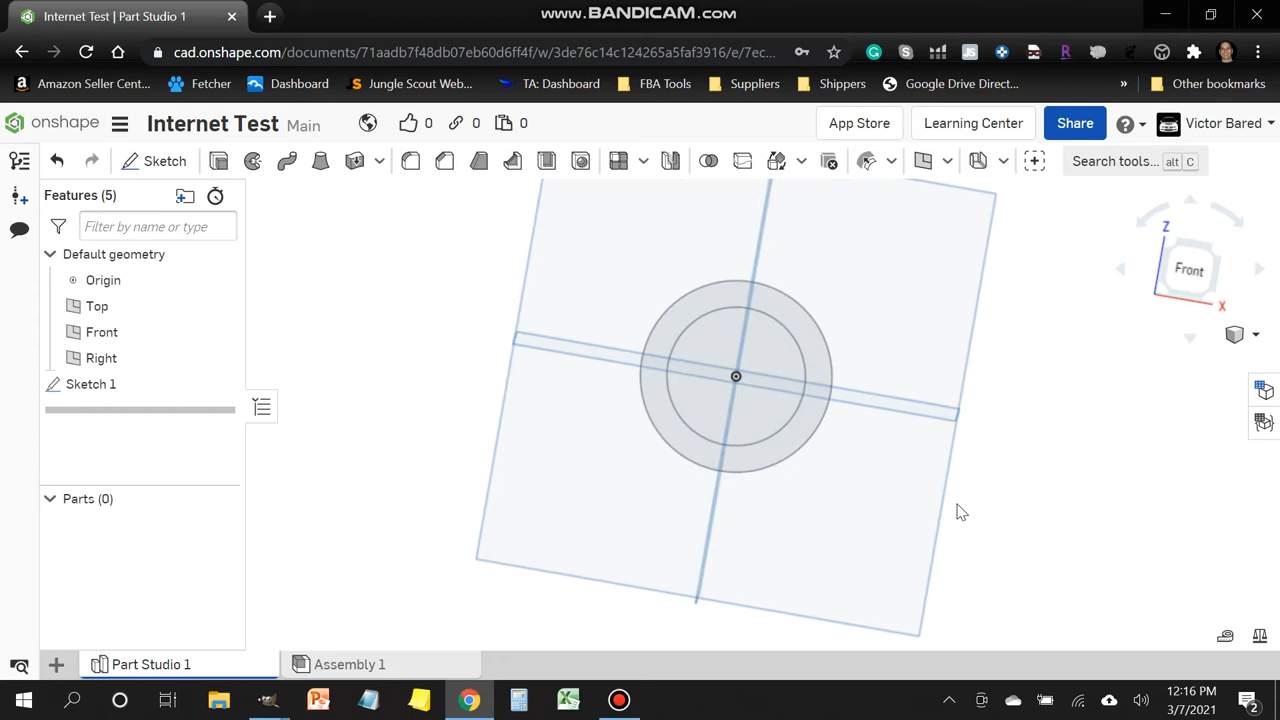 Internet Test | Part Studio 1
www.BANDICAM.com
cad.onshape.com/documents/71aadb7f48db07eb60d6ff4f/w/3de76c14c124265a5faf3916/e/7ec...
Amazon Seller Cent...
Fetcher
Dashboard
Jungle Scout Web...
TA: Dashboard
FBA Tools
Suppliers
Shippers
Google Drive Direct...
»
Other bookmarks
onshape
Internet Test Main
0
0
0
App Store
Learning Center
Share
Victor Bared
Sketch
Search tools... alt C
Features (5)
Filter by name or type
Default geometry
Origin
Top
Front
Right
Sketch 1
Parts (0)
Z
Front
X
Part Studio 1
Assembly 1
12:16 PM
3/7/2021
2